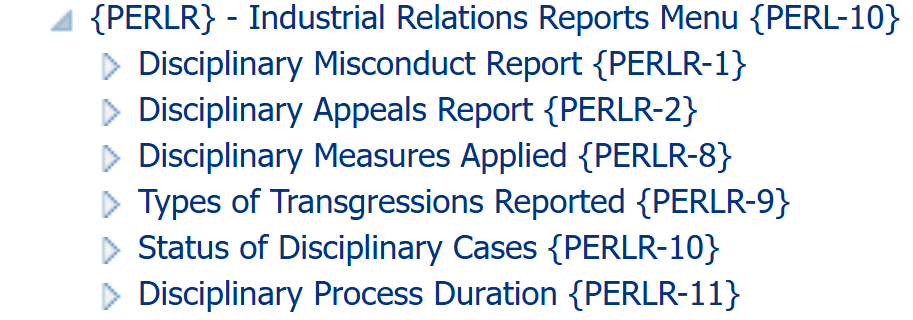 {PERLR} - Industrial Relations Reports Menu {PERL-10}
Disciplinary Misconduct Report {PERLR-1}
Disciplinary Appeals Report {PERLR-2}
Disciplinary Measures Applied {PERLR-8}
Types of Transgressions Reported {PERLR-9}
Status of Disciplinary Cases {PERLR-10}
Disciplinary Process Duration {PERLR-11}